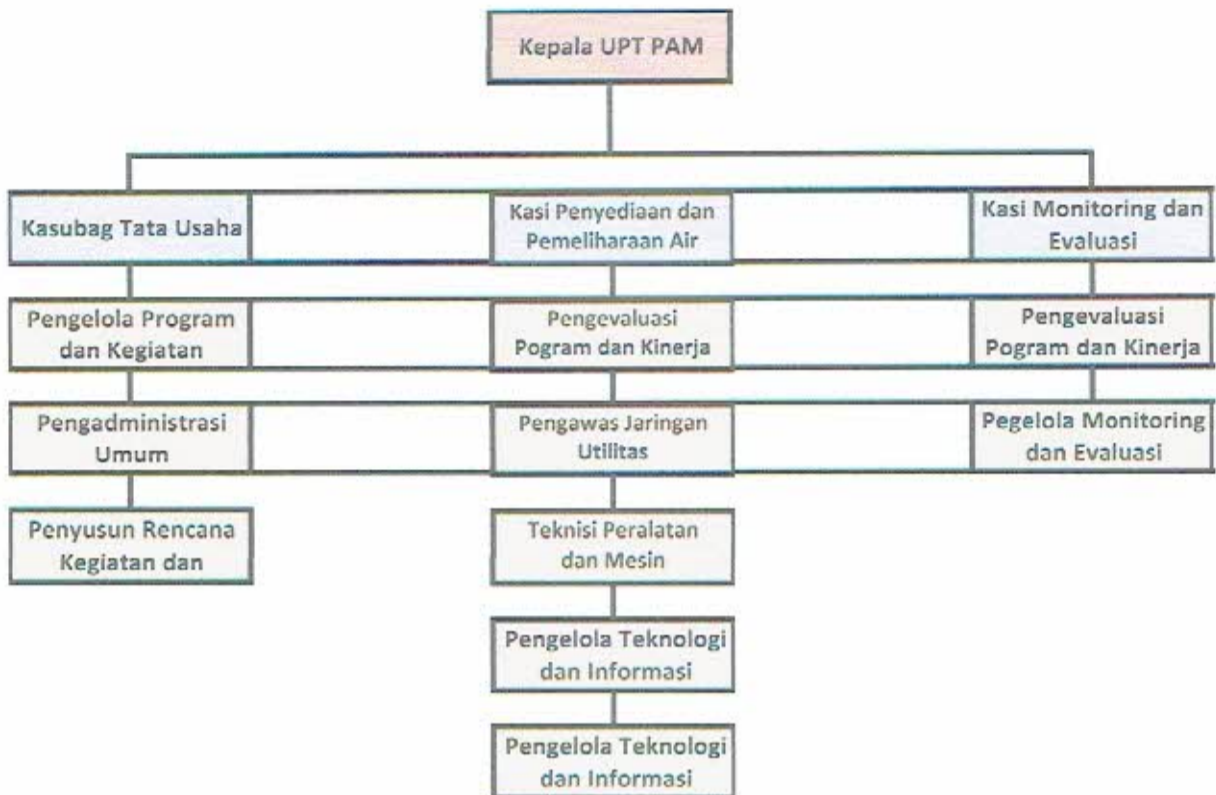 Kepala UPT PAM
Kasubag Tata Usaha
Kasi Penyediaan dan
Pemeliharaan Air
Kasi Monitoring dan
Evaluasi
Pengelola Program
dan Kegiatan
Pengevaluasi
Pogram dan Kinerja
Pengevaluasi
Pogram dan Kinerja
Pengadministrasi
Umum
Pengawas Jaringan
Utilitas
Pegelola Monitoring
dan Evaluasi
Penyusun Rencana
Kegiatan dan
Teknisi Peralatan
dan Mesin
Pengelola Teknologi
dan Informasi
Pengelola Teknologi
dan Informasi